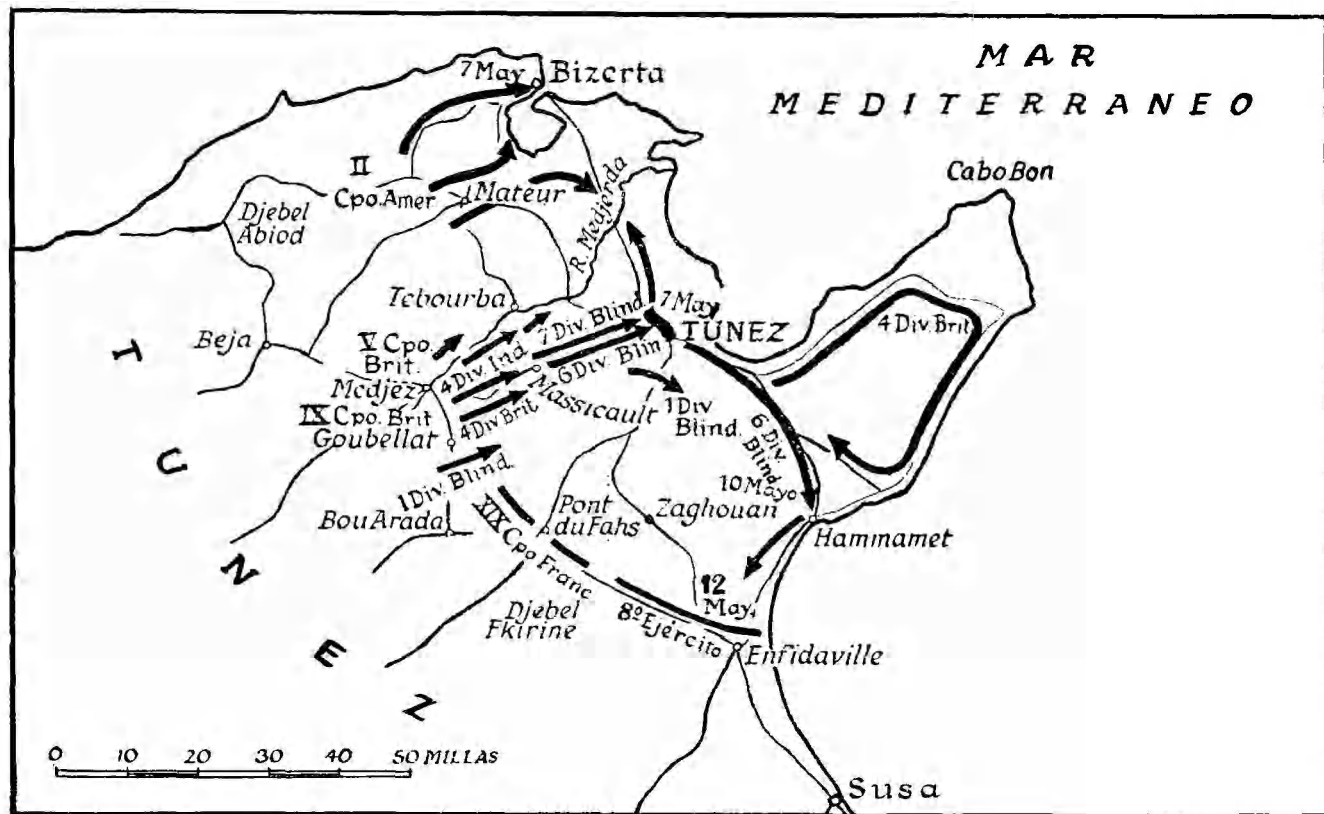 MAR
MEDITERRANEO
7 May
Bizerta
II
Cpo. Amer
Mateur
R. Medjerda
Cabo Bon
Djebel
Abiod
Tebourba
7 May
TUNEZ
4 Div. Brit.
Beja
V Cpo.
Brit.
Medjez
4 Div. Ind.
7 Div. Blind.
6 Div. Blin
Massicault
IX Cpo. Brit
Goubellat
4 Div Brit
1 Div
Blind.
6 Div.
Blind.
1 Div. Blind.
10 Mayo
Bou Arada
XIX Cpo Franc
Pont
du Fahs
Zaghouan
Hammamet
12
May.
Djebel
Fkirine
8º Ejército
Enfidaville
TUNEZ
0 10 20 30 40 50 MILLAS
Susa